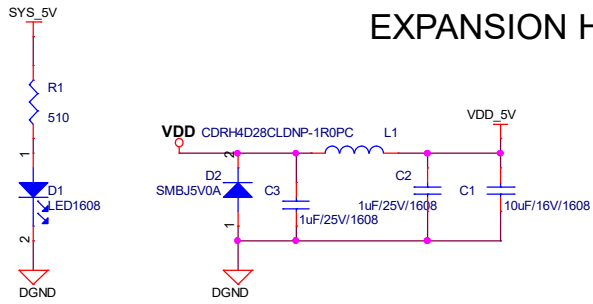 EXPANSION H
SYS_5V
R1
510
1
D1
LED1608
2
DGND
VDD
CDRH4D28CLDNP-1R0PC
L1
VDD_5V
2
D2
SMBJ5V0A
1
C3
1uF/25V/1608
C2
1uF/25V/1608
C1
10uF/16V/1608
DGND